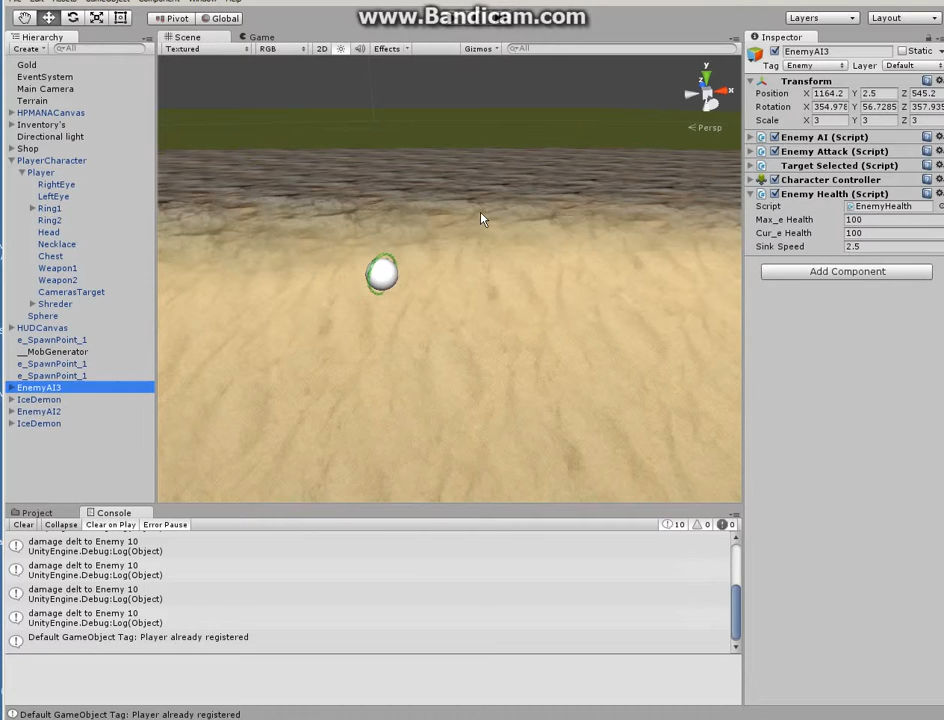 www.Bandicam.com
Pivot
Global
Layers
Layout
Hierarchy
Create
All
Gold
EventSystem
Main Camera
Terrain
HPMANACanvas
Inventory's
Directional light
Shop
PlayerCharacter
Player
RightEye
LeftEye
Ring1
Ring2
Head
Necklace
Chest
Weapon1
Weapon2
CamerasTarget
Shreder
Sphere
HUDCanvas
e_SpawnPoint_1
__MobGenerator
e_SpawnPoint_1
e_SpawnPoint_1
EnemyAI3
IceDemon
EnemyAI2
IceDemon
Scene
Game
Textured
RGB
2D
Effects
Gizmos
All
y
z
x
Persp
Inspector
EnemyAI3
Static
Tag Enemy
Layer Default
Transform
Position X 1164.2 Y 2.5 Z 545.2
Rotation X 354.978 Y 56.7285 Z 357.935
Scale X 3 Y 3 Z 3
Enemy AI (Script)
Enemy Attack (Script)
Target Selected (Script)
Character Controller
Enemy Health (Script)
Script EnemyHealth
Max_e Health 100
Cur_e Health 100
Sink Speed 2.5
Add Component
Project
Console
Clear
Collapse
Clear on Play
Error Pause
10
0
0
damage delt to Enemy 10
UnityEngine.Debug:Log(Object)
damage delt to Enemy 10
UnityEngine.Debug:Log(Object)
damage delt to Enemy 10
UnityEngine.Debug:Log(Object)
damage delt to Enemy 10
UnityEngine.Debug:Log(Object)
Default GameObject Tag: Player already registered
Default GameObject Tag: Player already registered